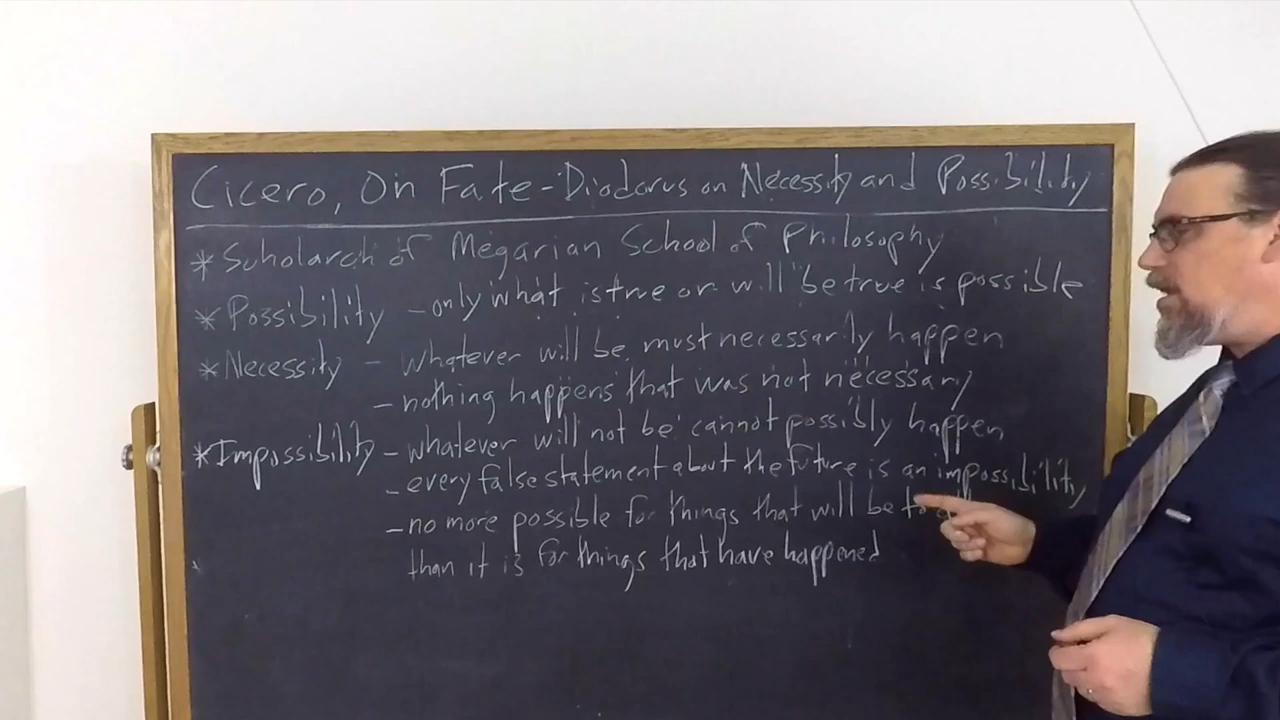 Cicero, On Fate - Diodorus on Necessity and Possibility
* Scholarch of Megarian School of Philosophy
* Possibility - only what is true or will be true is possible
* Necessity - whatever will be must necessarily happen
- nothing happens that was not necessary
* Impossibility - whatever will not be cannot possibly happen
- every false statement about the future is an impossibility
- no more possible for things that will be to
than it is for things that have happened